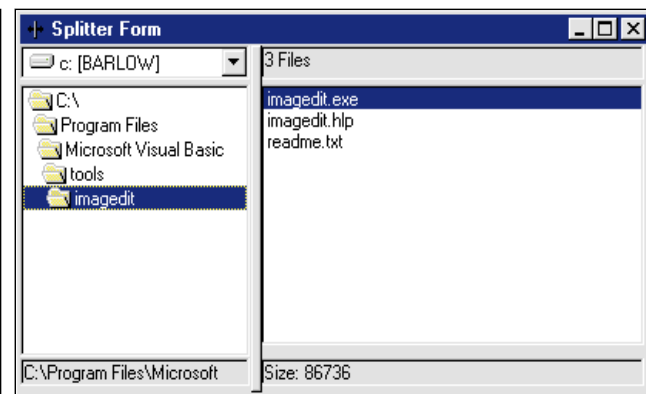 Splitter Form
c: [BARLOW]
3 Files
C:\
Program Files
Microsoft Visual Basic
tools
imagedit
imagedit.exe
imagedit.hlp
readme.txt
C:\Program Files\Microsoft
Size: 86736